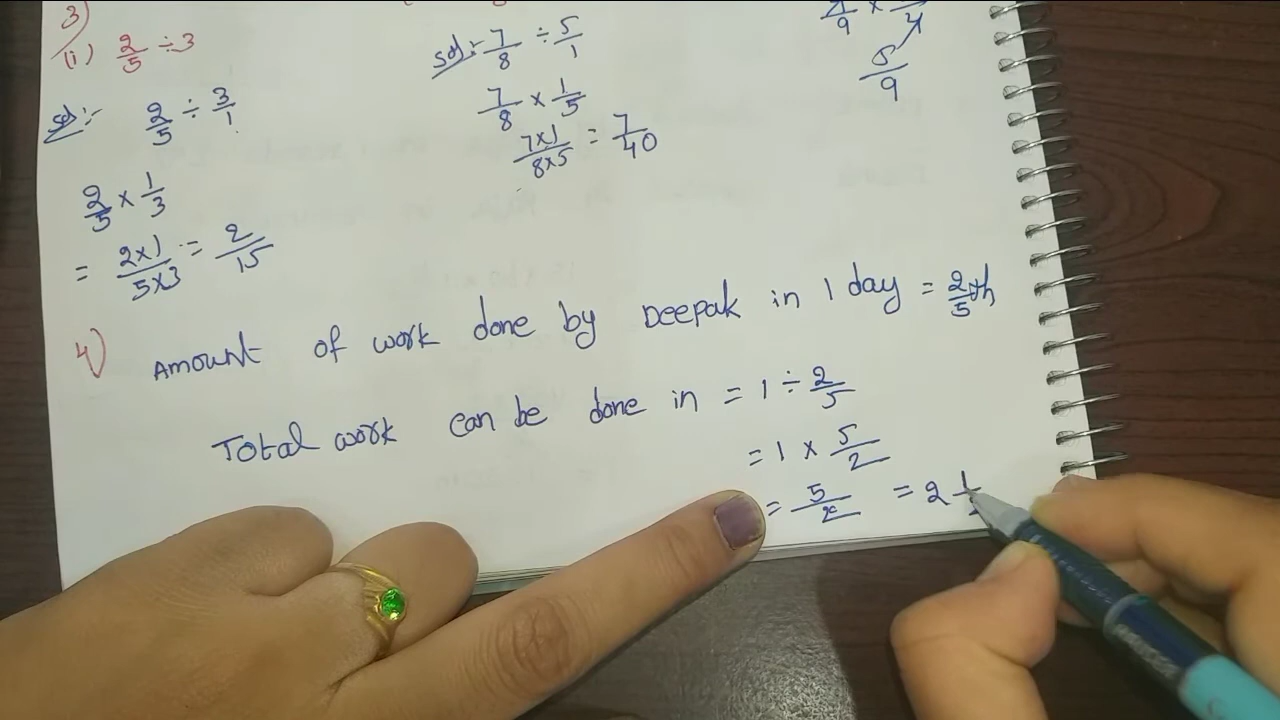 3)
(i) 2/5 ÷ 3
Sol:- 2/5 ÷ 3/1
2/5 × 1/3
= 2×1/5×3 = 2/15
Sol:- 7/8 ÷ 5/1
7/8 × 1/5
7×1/8×5 = 7/40
5/9
4) Amount of work done by Deepak in 1 day = 2/5th
Total work can be done in = 1 ÷ 2/5
= 1 × 5/2
= 5/2 = 2 1/2